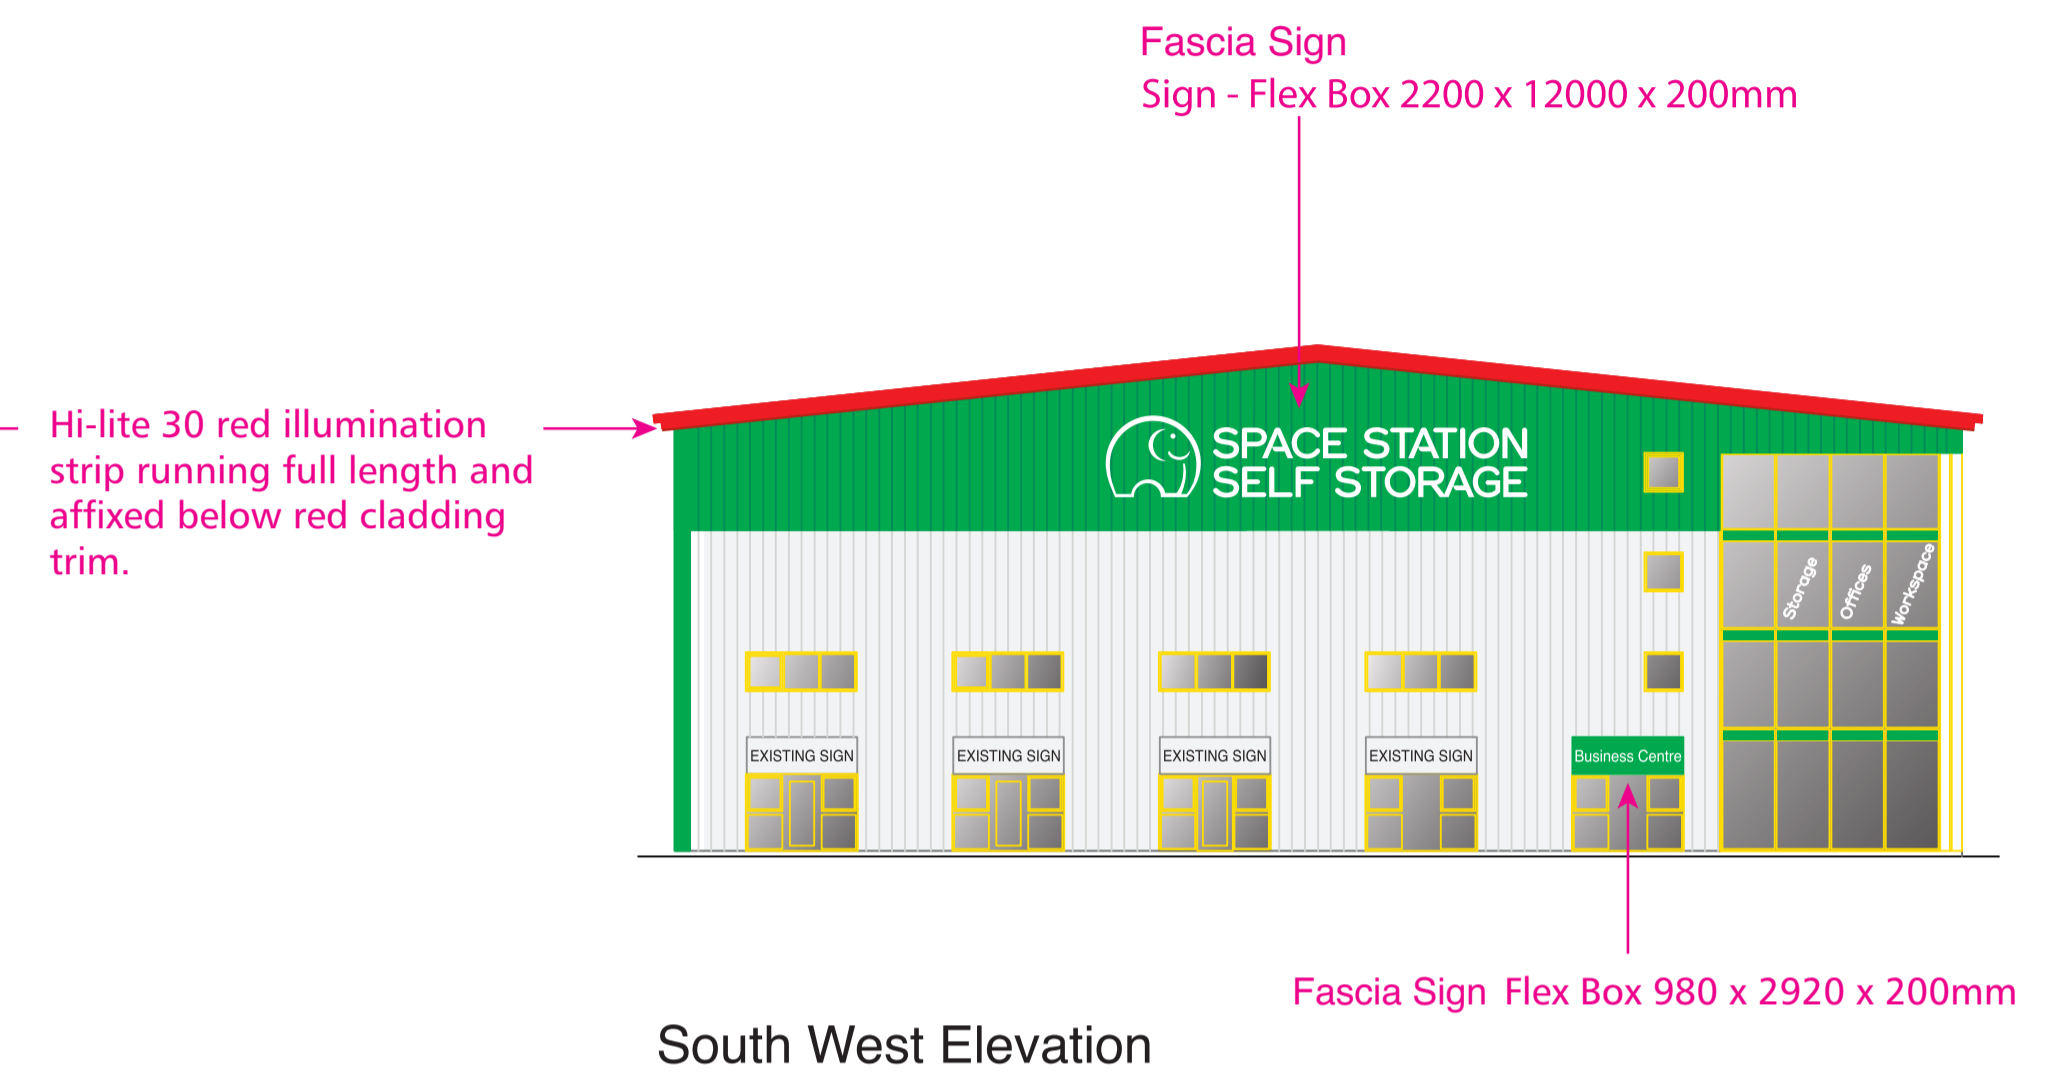 Fascia Sign
Sign - Flex Box 2200 x 12000 x 200mm
Hi-lite 30 red illumination
strip running full length and
affixed below red cladding
trim.
SPACE STATION
SELF STORAGE
Storage
Offices
Workspace
EXISTING SIGN
EXISTING SIGN
EXISTING SIGN
EXISTING SIGN
Business Centre
Fascia Sign Flex Box 980 x 2920 x 200mm
South West Elevation